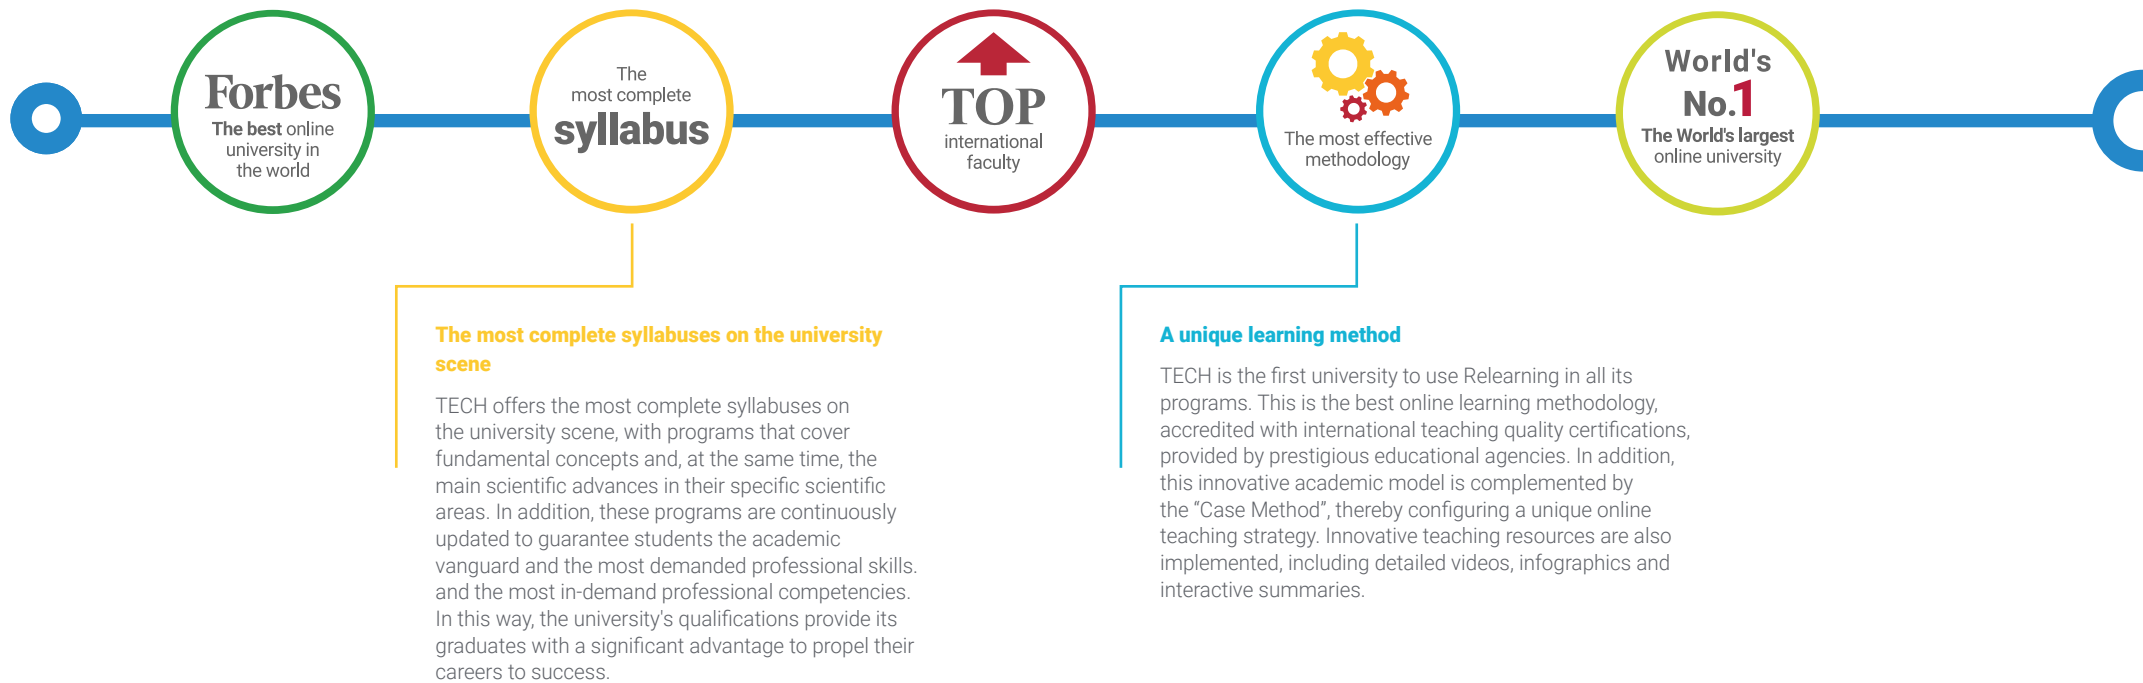 Forbes
The best online
university in
the world
The
most complete
syllabus
TOP
international
faculty
The most effective
methodology
World's
No.1
The World's largest
online university
The most complete syllabuses on the university
scene
TECH offers the most complete syllabuses on
the university scene, with programs that cover
fundamental concepts and, at the same time, the
main scientific advances in their specific scientific
areas. In addition, these programs are continuously
updated to guarantee students the academic
vanguard and the most demanded professional skills.
and the most in-demand professional competencies.
In this way, the university's qualifications provide its
graduates with a significant advantage to propel their
careers to success.
A unique learning method
TECH is the first university to use Relearning in all its
programs. This is the best online learning methodology,
accredited with international teaching quality certifications,
provided by prestigious educational agencies. In addition,
this innovative academic model is complemented by
the “Case Method”, thereby configuring a unique online
teaching strategy. Innovative teaching resources are also
implemented, including detailed videos, infographics and
interactive summaries.